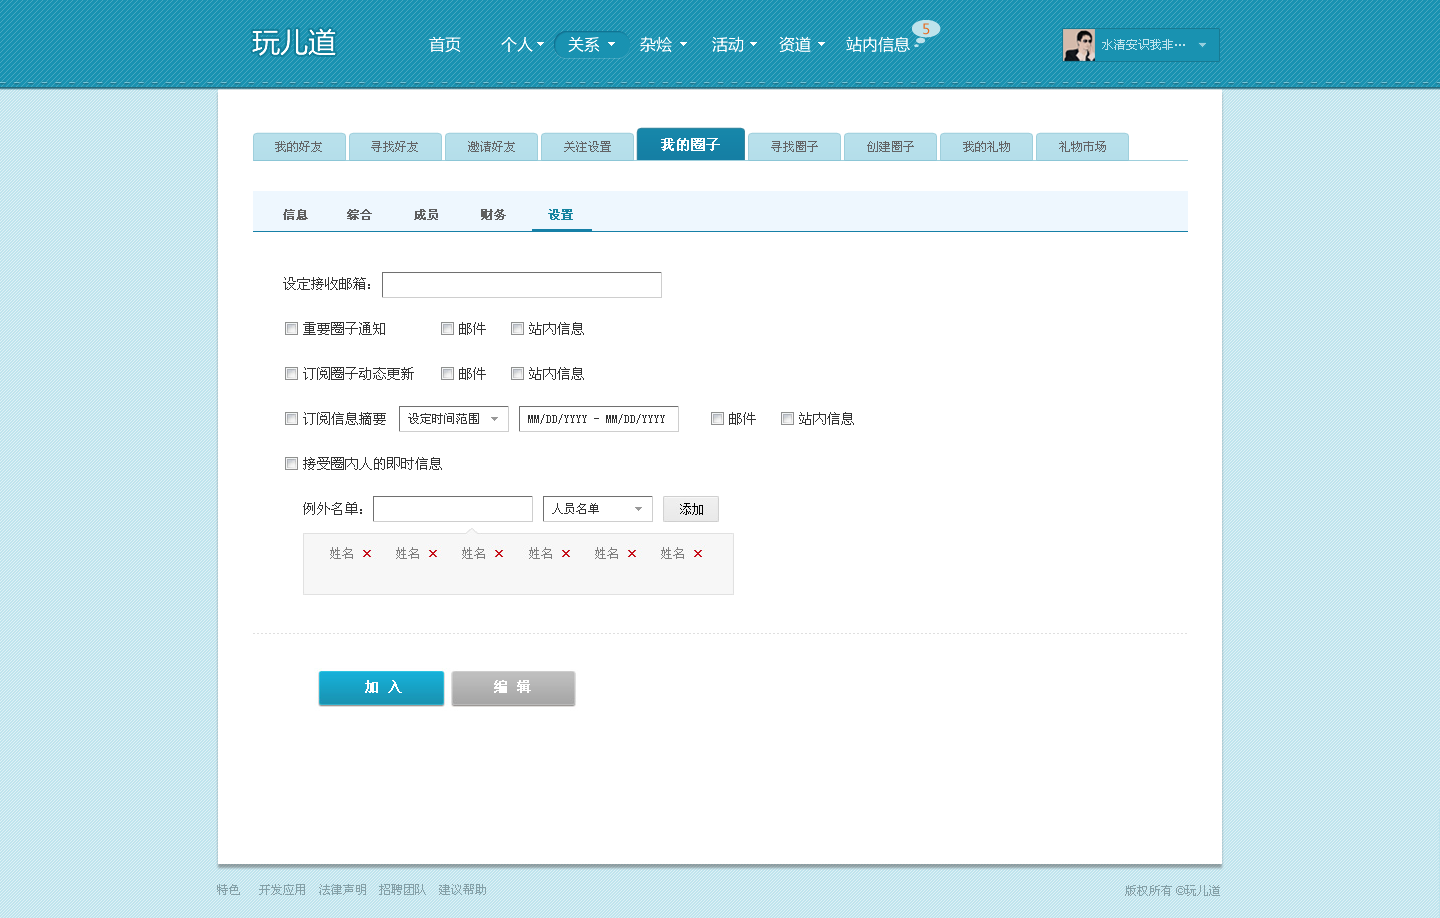 玩儿道 首页 个人 关系 杂烩 活动 资道 站内信息 5 水清安识我非…
我的好友 寻找好友 邀请好友 关注设置 我的圈子 寻找圈子 创建圈子 我的礼物 礼物市场
信息 综合 成员 财务 设置
设定接收邮箱：
重要圈子通知 邮件 站内信息
订阅圈子动态更新 邮件 站内信息
订阅信息摘要 设定时间范围 MM/DD/YYYY - MM/DD/YYYY 邮件 站内信息
接受圈内人的即时信息
例外名单： 人员名单 添加
姓名 姓名 姓名 姓名 姓名 姓名
加 入 编 辑
特色 开发应用 法律声明 招聘团队 建议帮助 版权所有 ©玩儿道